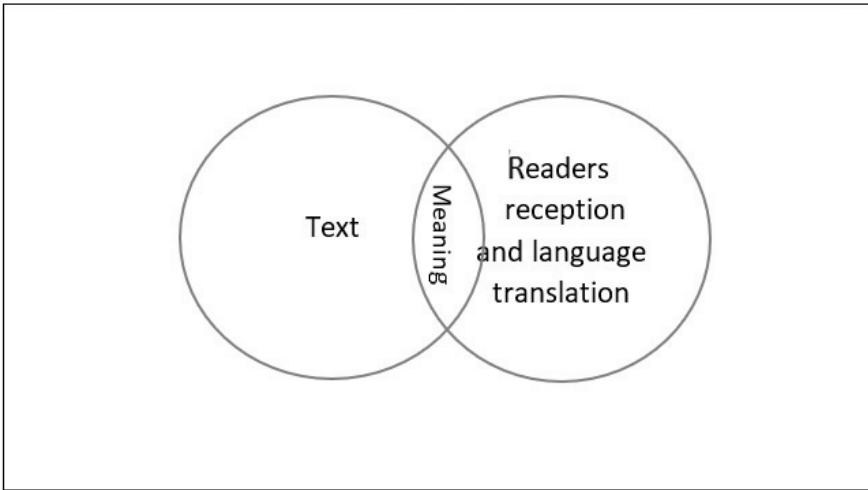 Text
Meaning
Readers
reception
and language
translation